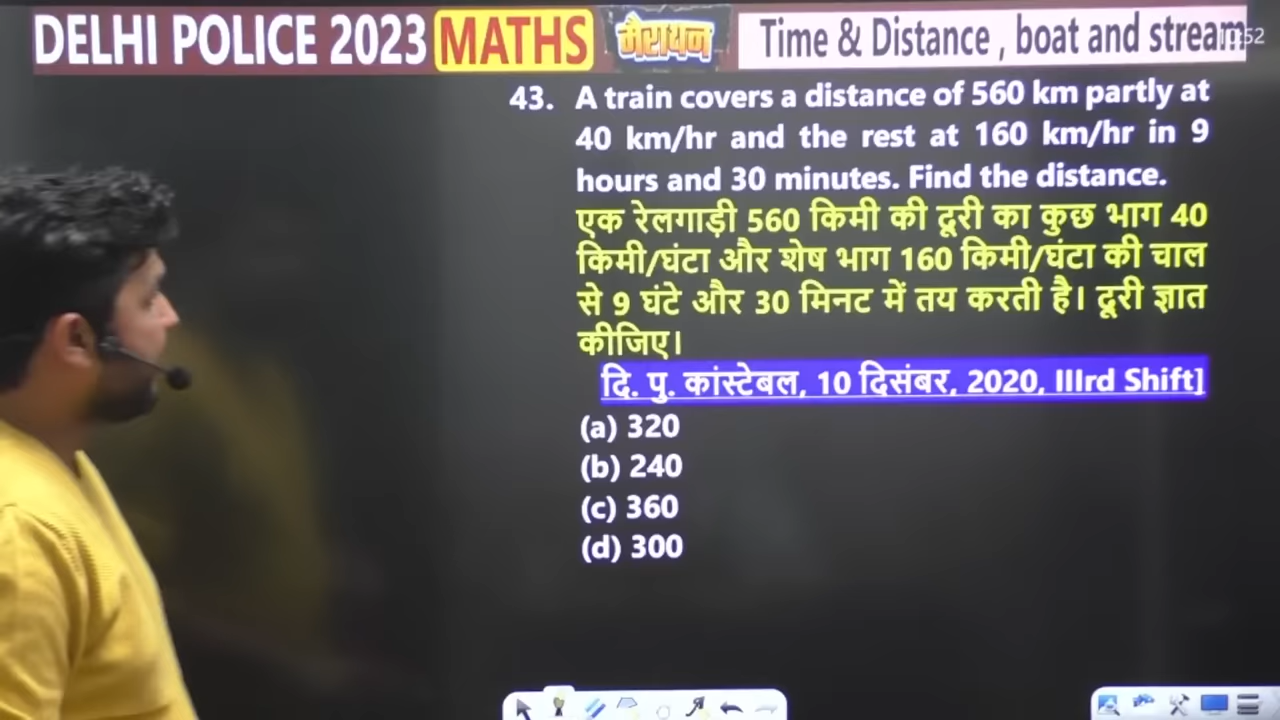 DELHI POLICE 2023 MATHS मैराथन Time & Distance , boat and stream
43. A train covers a distance of 560 km partly at
40 km/hr and the rest at 160 km/hr in 9
hours and 30 minutes. Find the distance.
एक रेलगाड़ी 560 किमी की दूरी का कुछ भाग 40
किमी/घंटा और शेष भाग 160 किमी/घंटा की चाल
से 9 घंटे और 30 मिनट में तय करती है। दूरी ज्ञात
कीजिए।
दि. पु. कांस्टेबल, 10 दिसंबर, 2020, IIIrd Shift]
(a) 320
(b) 240
(c) 360
(d) 300